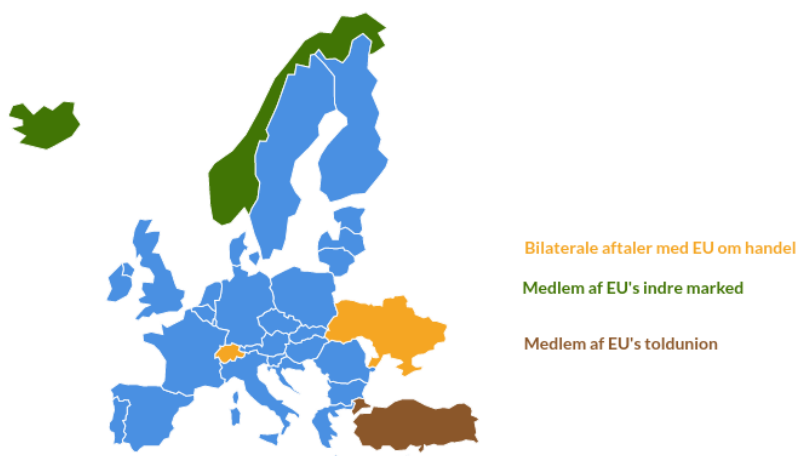 Bilaterale aftaler med EU om handel
Medlem af EU's indre marked
Medlem af EU's toldunion